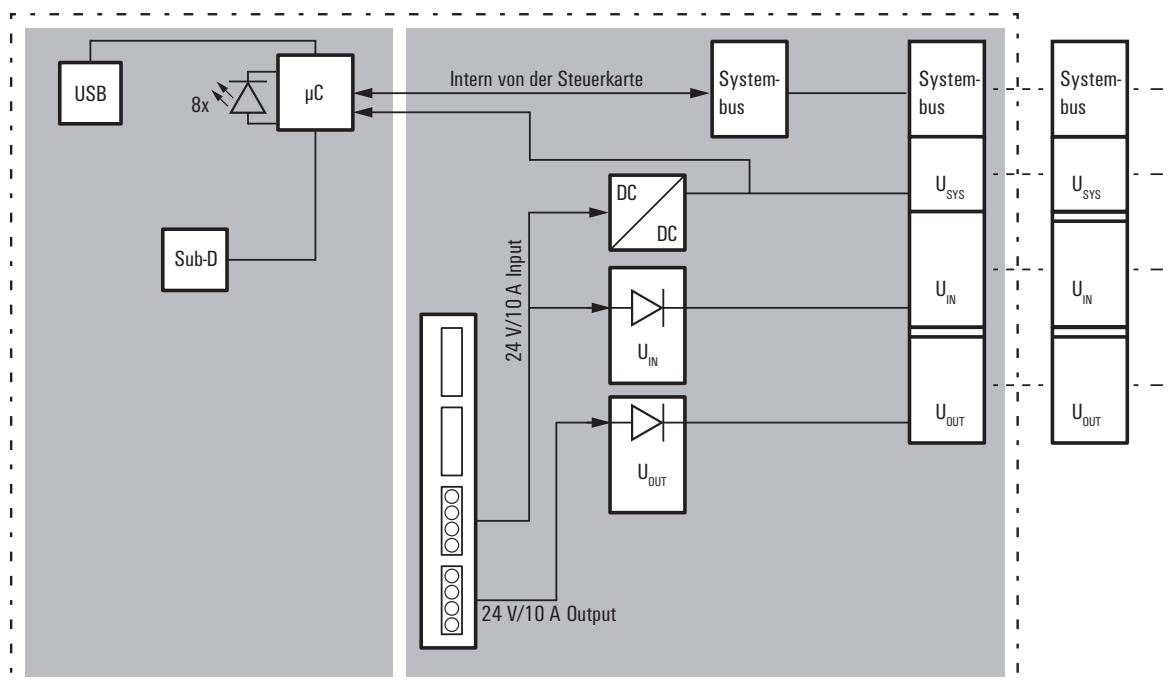 USB
8x
µC
Intern von der Steuerkarte
System-
bus
System-
bus
System-
bus
DC
DC
U_SYS
U_SYS
Sub-D
24 V/10 A Input
U_IN
U_IN
U_IN
U_OUT
U_OUT
U_OUT
24 V/10 A Output